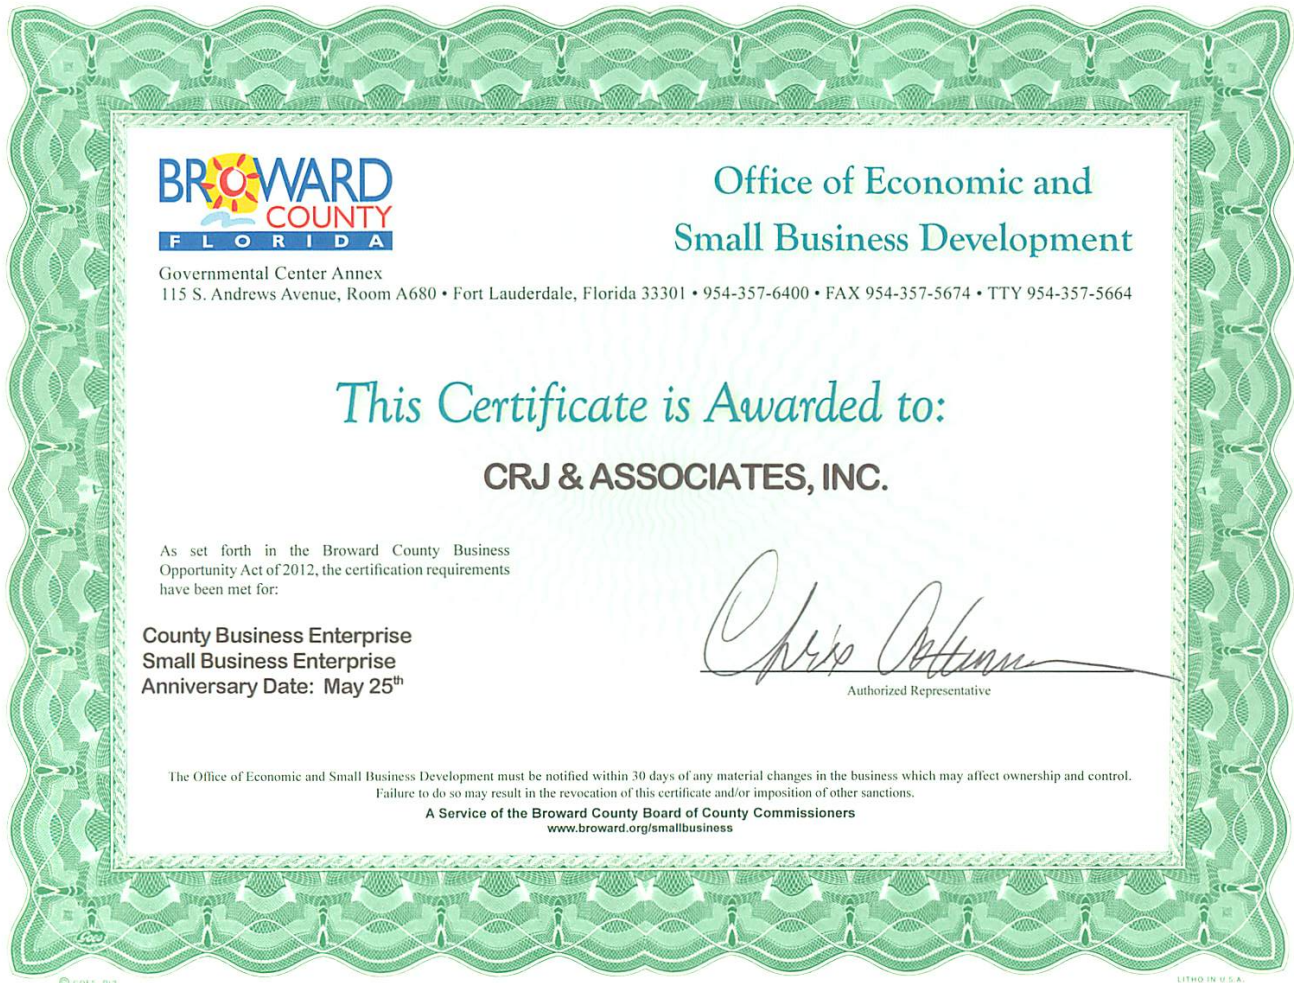 BROWARD
COUNTY
FLORIDA
Office of Economic and
Small Business Development
Governmental Center Annex
115 S. Andrews Avenue, Room A680 • Fort Lauderdale, Florida 33301 • 954-357-6400 • FAX 954-357-5674 • TTY 954-357-5664
This Certificate is Awarded to:
CRJ & ASSOCIATES, INC.
As set forth in the Broward County Business
Opportunity Act of 2012, the certification requirements
have been met for:
County Business Enterprise
Small Business Enterprise
Anniversary Date: May 25th
Chris
Authorized Representative
The Office of Economic and Small Business Development must be notified within 30 days of any material changes in the business which may affect ownership and control.
Failure to do so may result in the revocation of this certificate and/or imposition of other sanctions.
A Service of the Broward County Board of County Commissioners
www.broward.org/smallbusiness
LITHO IN U.S.A.